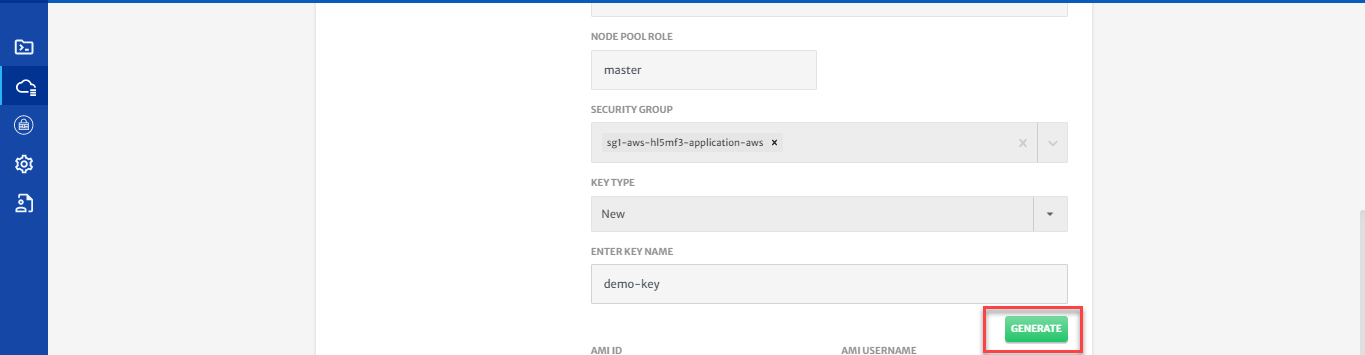 NODE POOL ROLE
master
SECURITY GROUP
sg1-aws-hl5mf3-application-aws ×
KEY TYPE
New
ENTER KEY NAME
demo-key
GENERATE
AMI ID AMI USERNAME